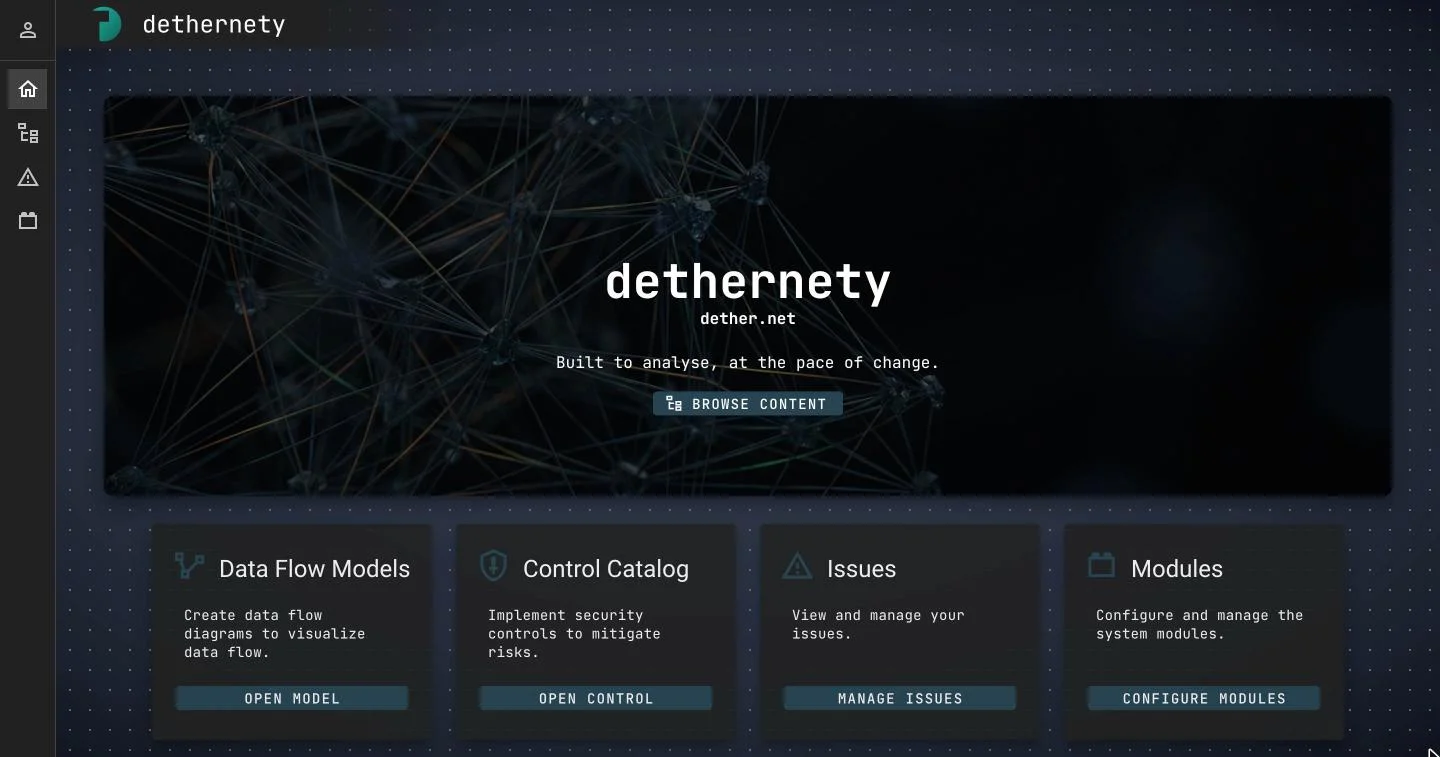 dethernety
dethernety
dether.net
Built to analyse, at the pace of change.
BROWSE CONTENT
Data Flow Models
Create data flow
diagrams to visualize
data flow.
OPEN MODEL
Control Catalog
Implement security
controls to mitigate
risks.
OPEN CONTROL
Issues
View and manage your
issues.
MANAGE ISSUES
Modules
Configure and manage the
system modules.
CONFIGURE MODULES